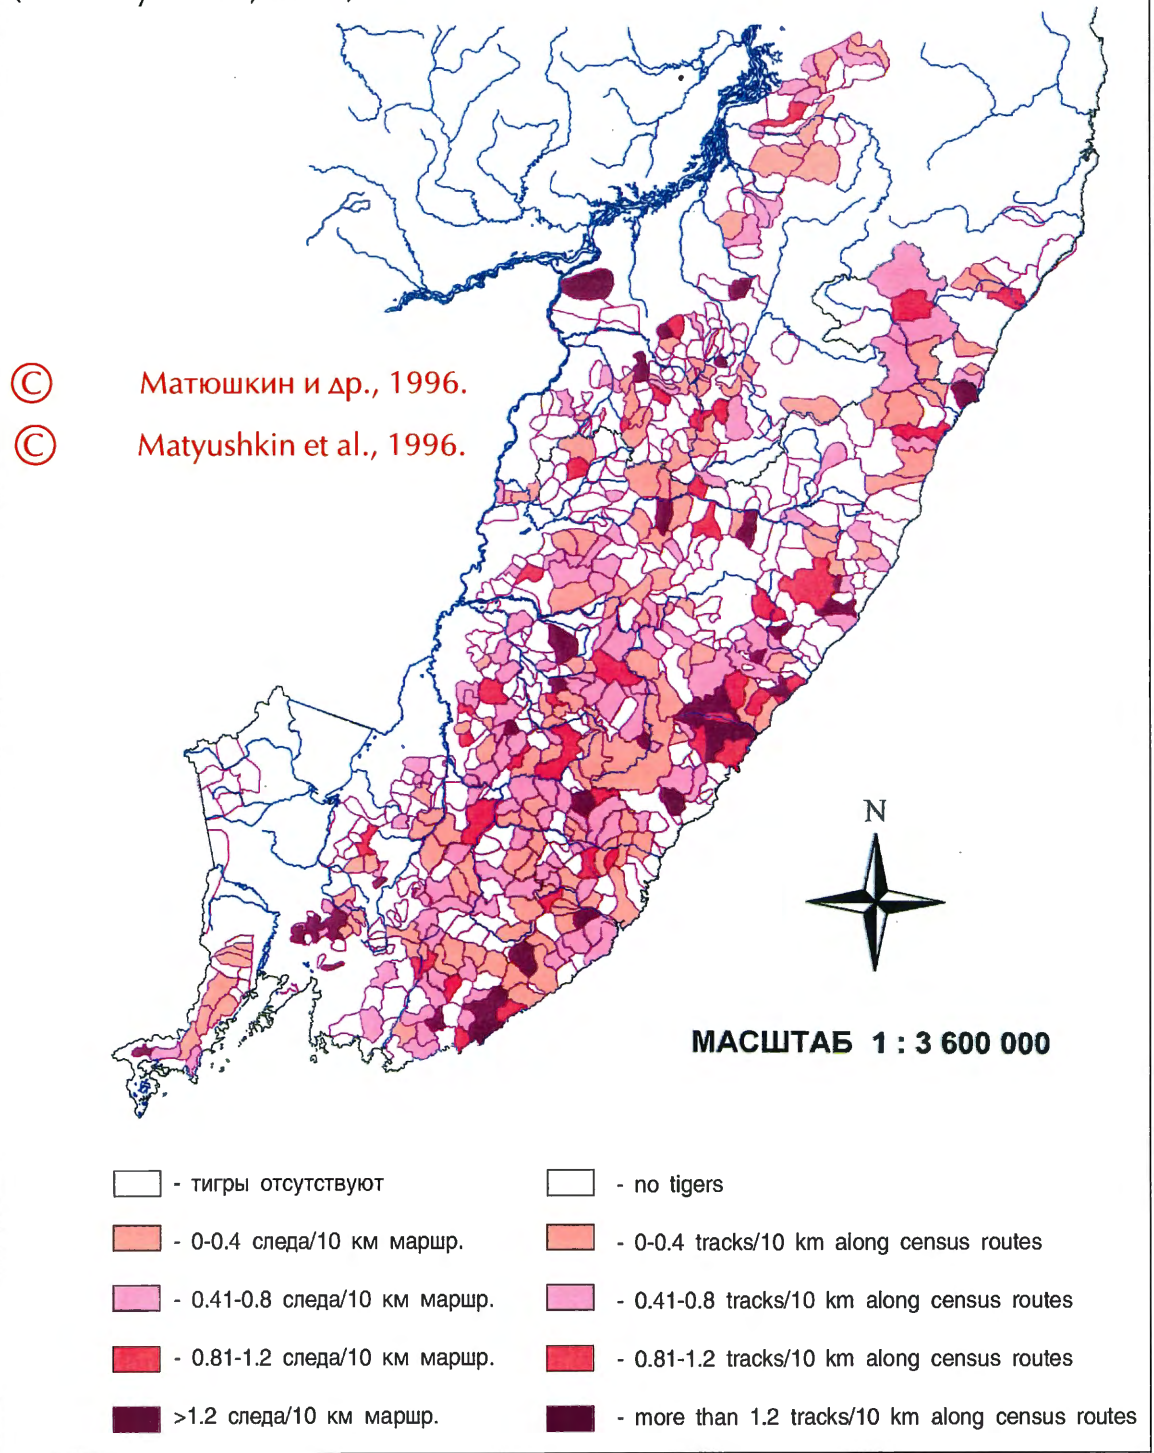 © Матюшкин и др., 1996.
© Matyushkin et al., 1996.
N
МАСШТАБ 1 : 3 600 000
- тигры отсутствуют
- no tigers
- 0-0.4 следа/10 км маршр.
- 0-0.4 tracks/10 km along census routes
- 0.41-0.8 следа/10 км маршр.
- 0.41-0.8 tracks/10 km along census routes
- 0.81-1.2 следа/10 км маршр.
- 0.81-1.2 tracks/10 km along census routes
>1.2 следа/10 км маршр.
- more than 1.2 tracks/10 km along census routes